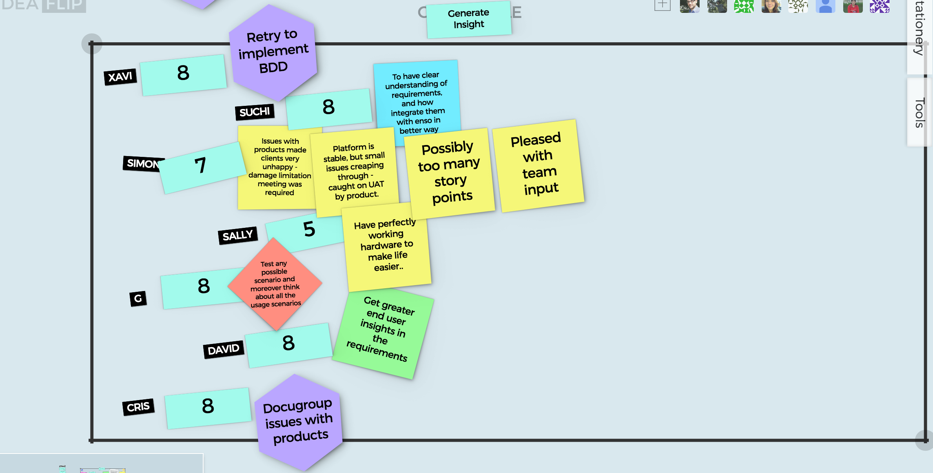 IDEAFLIP
Generate
Insight
Stationery
Tools
Retry to
implement
BDD
XAVI
8
SUCHI
8
To have clear
understanding of
requirements,
and how
integrate them
with enso in
better way
SIMON
7
Issues with
products made
clients very
unhappy -
damage limitation
meeting was
required
Platform is
stable, but small
issues creaping
through -
caught on UAT
by product.
Possibly
too many
story
points
Pleased
with
team
input
SALLY
5
Have perfectly
working
hardware to
make life
easier..
G
8
Test any
possible
scenario and
moreover think
about all the
usage scenarios
DAVID
8
Get greater
end user
insights in
the
requirements
CRIS
8
Docugroup
issues with
products